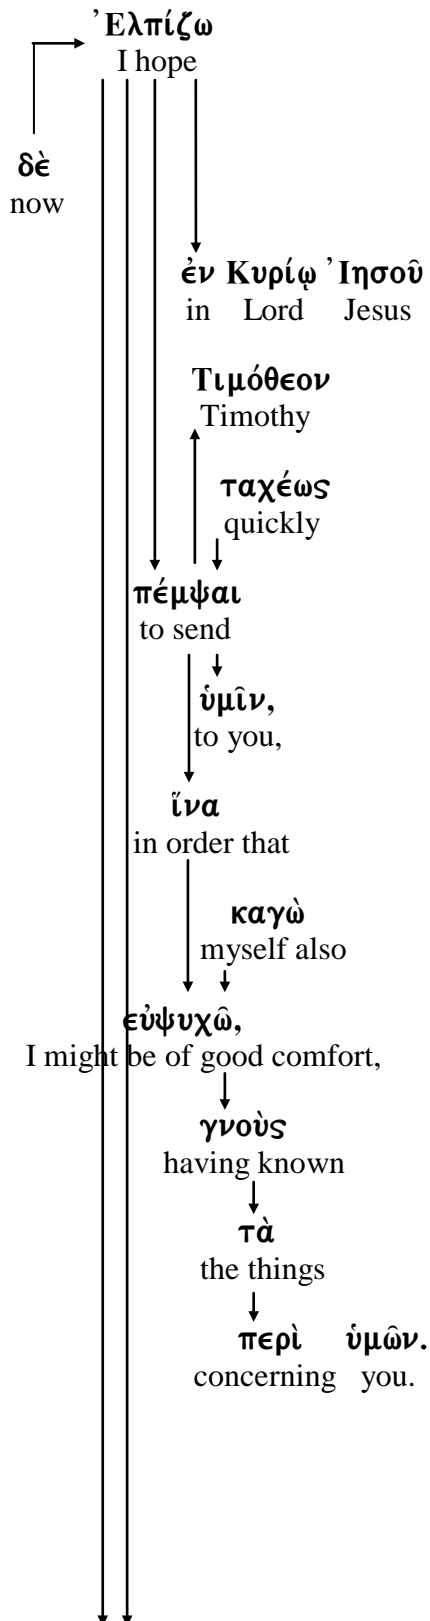 Ἐλπίζω
I hope
δὲ
now
ἐν Κυρίῳ Ἰησοῦ
in Lord Jesus
Τιμόθεον
Timothy
ταχέως
quickly
πέμψαι
to send
ὑμῖν,
to you,
ἵνα
in order that
καγὼ
myself also
εὐψυχῶ,
I might be of good comfort,
γνοὺς
having known
τὰ
the things
περὶ ὑμῶν.
concerning you.